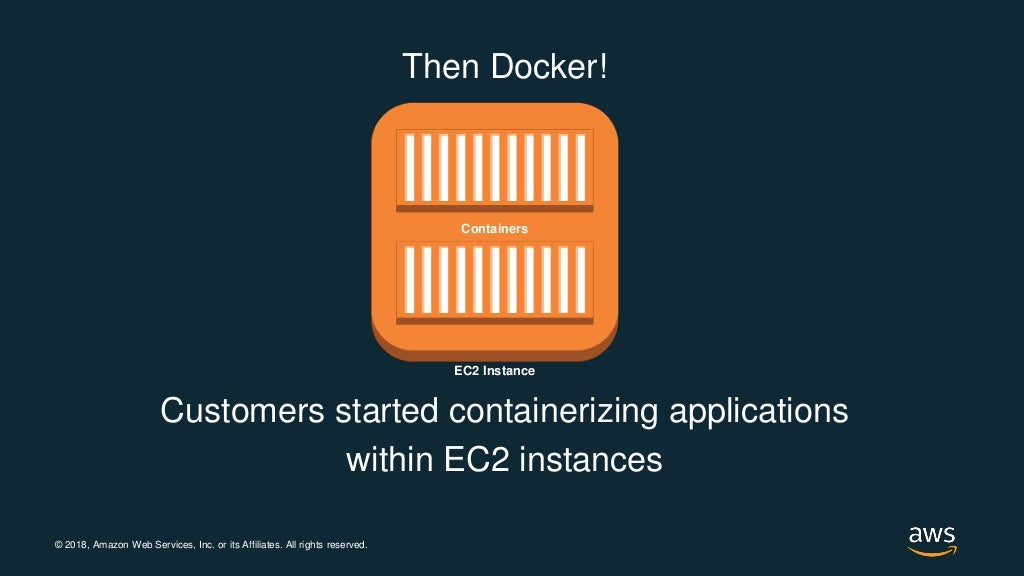 Then Docker!
Containers
EC2 Instance
Customers started containerizing applications
within EC2 instances
© 2018, Amazon Web Services, Inc. or its Affiliates. All rights reserved.
aws